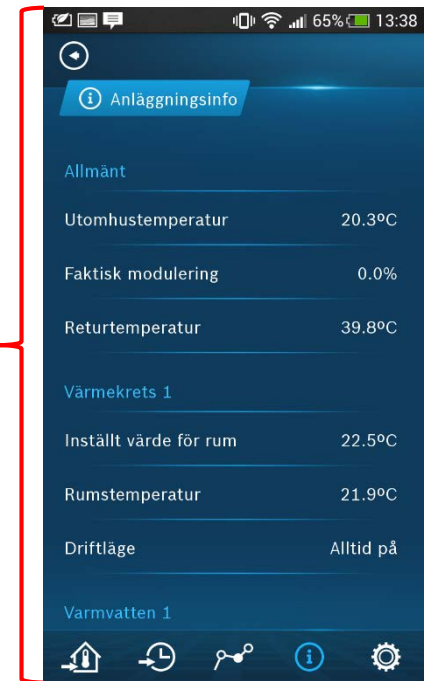 65% 13:38
Anläggningsinfo
Allmänt
Utomhustemperatur 20.3ºC
Faktisk modulering 0.0%
Returtemperatur 39.8ºC
Värmekrets 1
Inställt värde för rum 22.5ºC
Rumstemperatur 21.9ºC
Driftläge Alltid på
Varmvatten 1